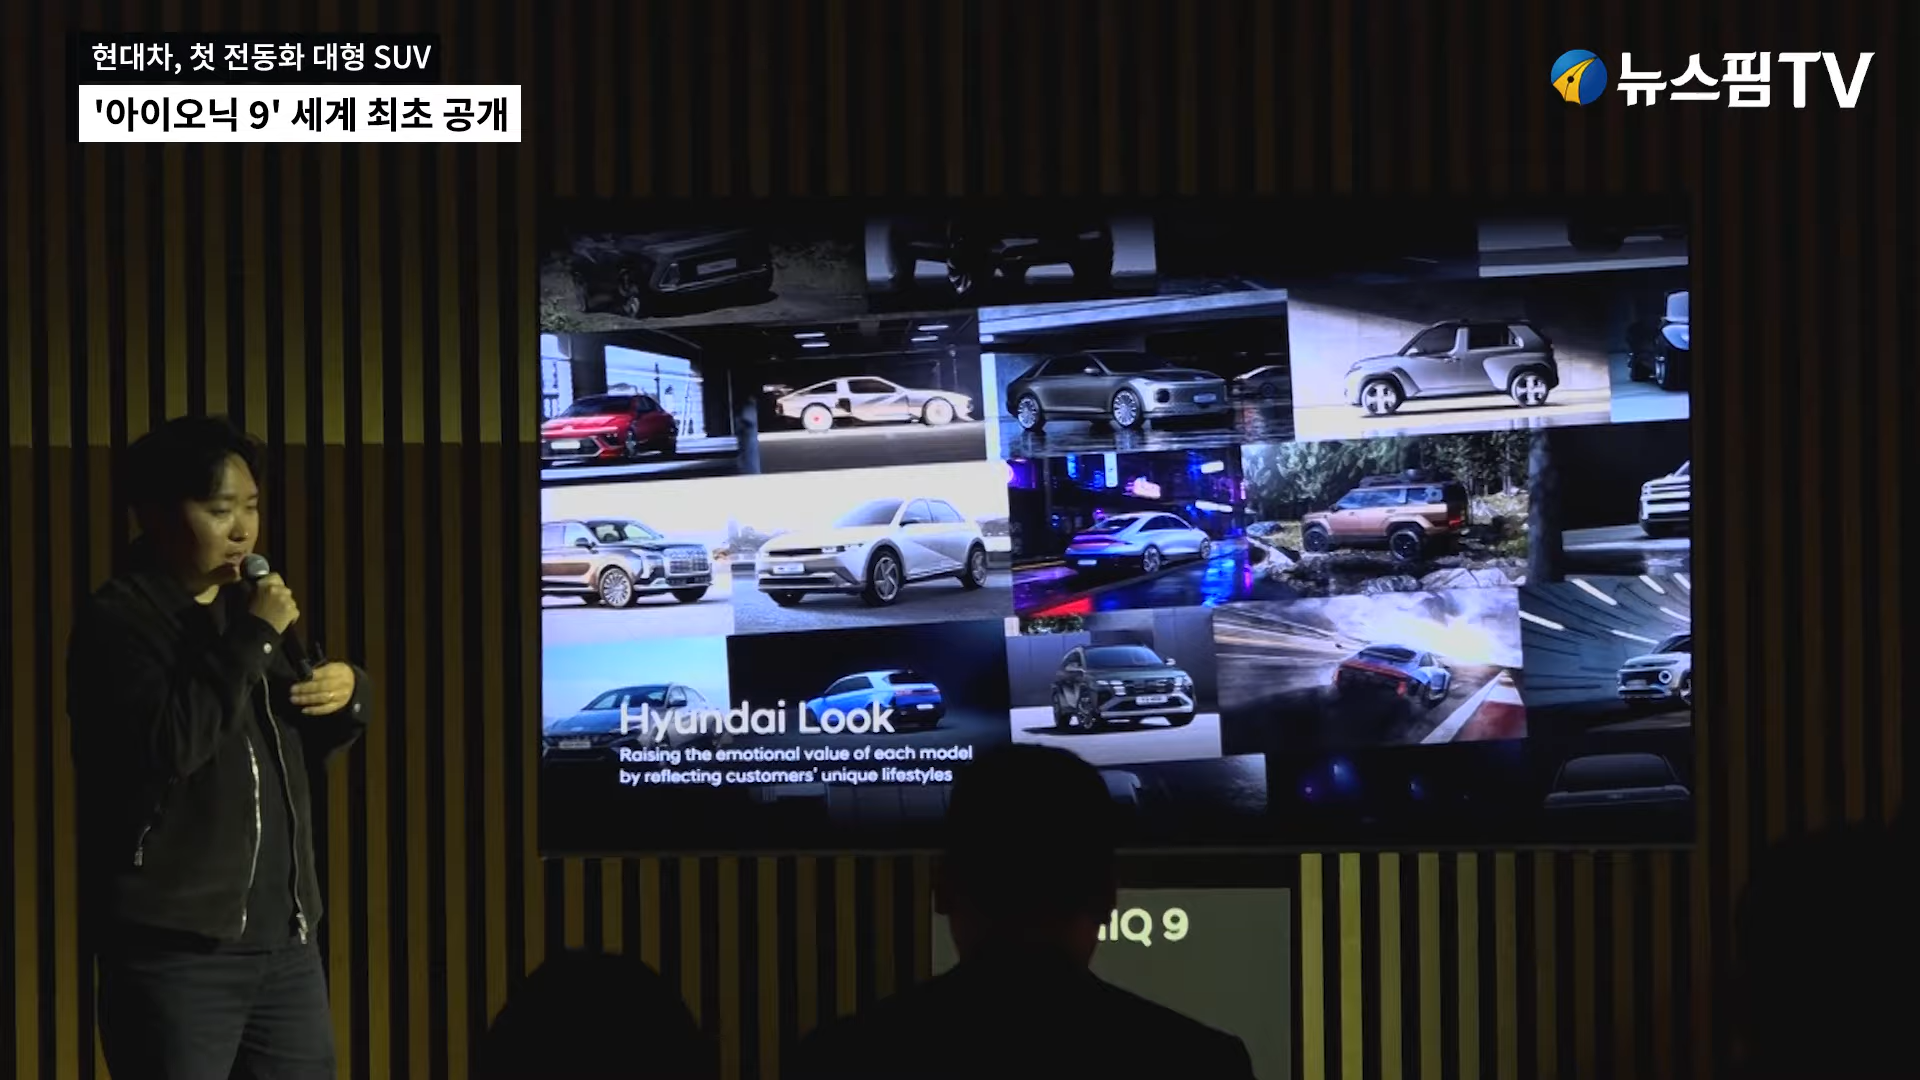 현대차, 첫 전동화 대형 SUV
'아이오닉 9' 세계 최초 공개
뉴스핌TV
Hyundai Look
Raising the emotional value of each model
by reflecting customers' unique lifestyles
IQ 9